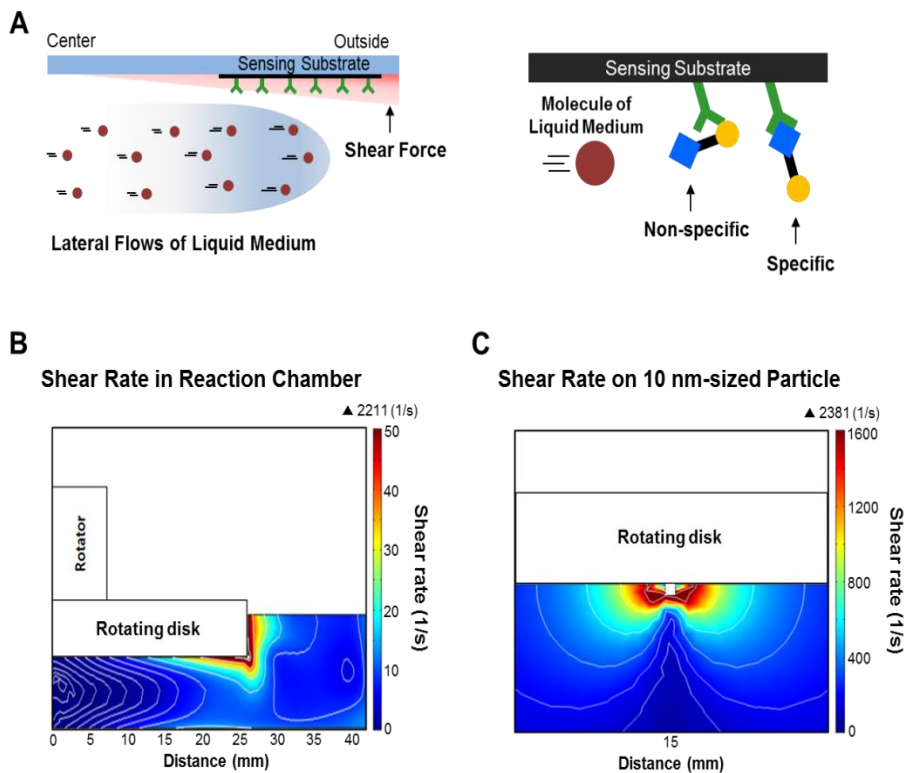 A
Center
Outside
Sensing Substrate
Shear Force
Lateral Flows of Liquid Medium
Sensing Substrate
Molecule of
Liquid Medium
Non-specific
Specific
B
Shear Rate in Reaction Chamber
▲ 2211 (1/s)
50
40
30
20
10
0
Shear rate (1/s)
Rotator
Rotating disk
0 5 10 15 20 25 30 35 40
Distance (mm)
C
Shear Rate on 10 nm-sized Particle
▲ 2381 (1/s)
1600
1200
800
400
0
Shear rate (1/s)
Rotating disk
15
Distance (mm)